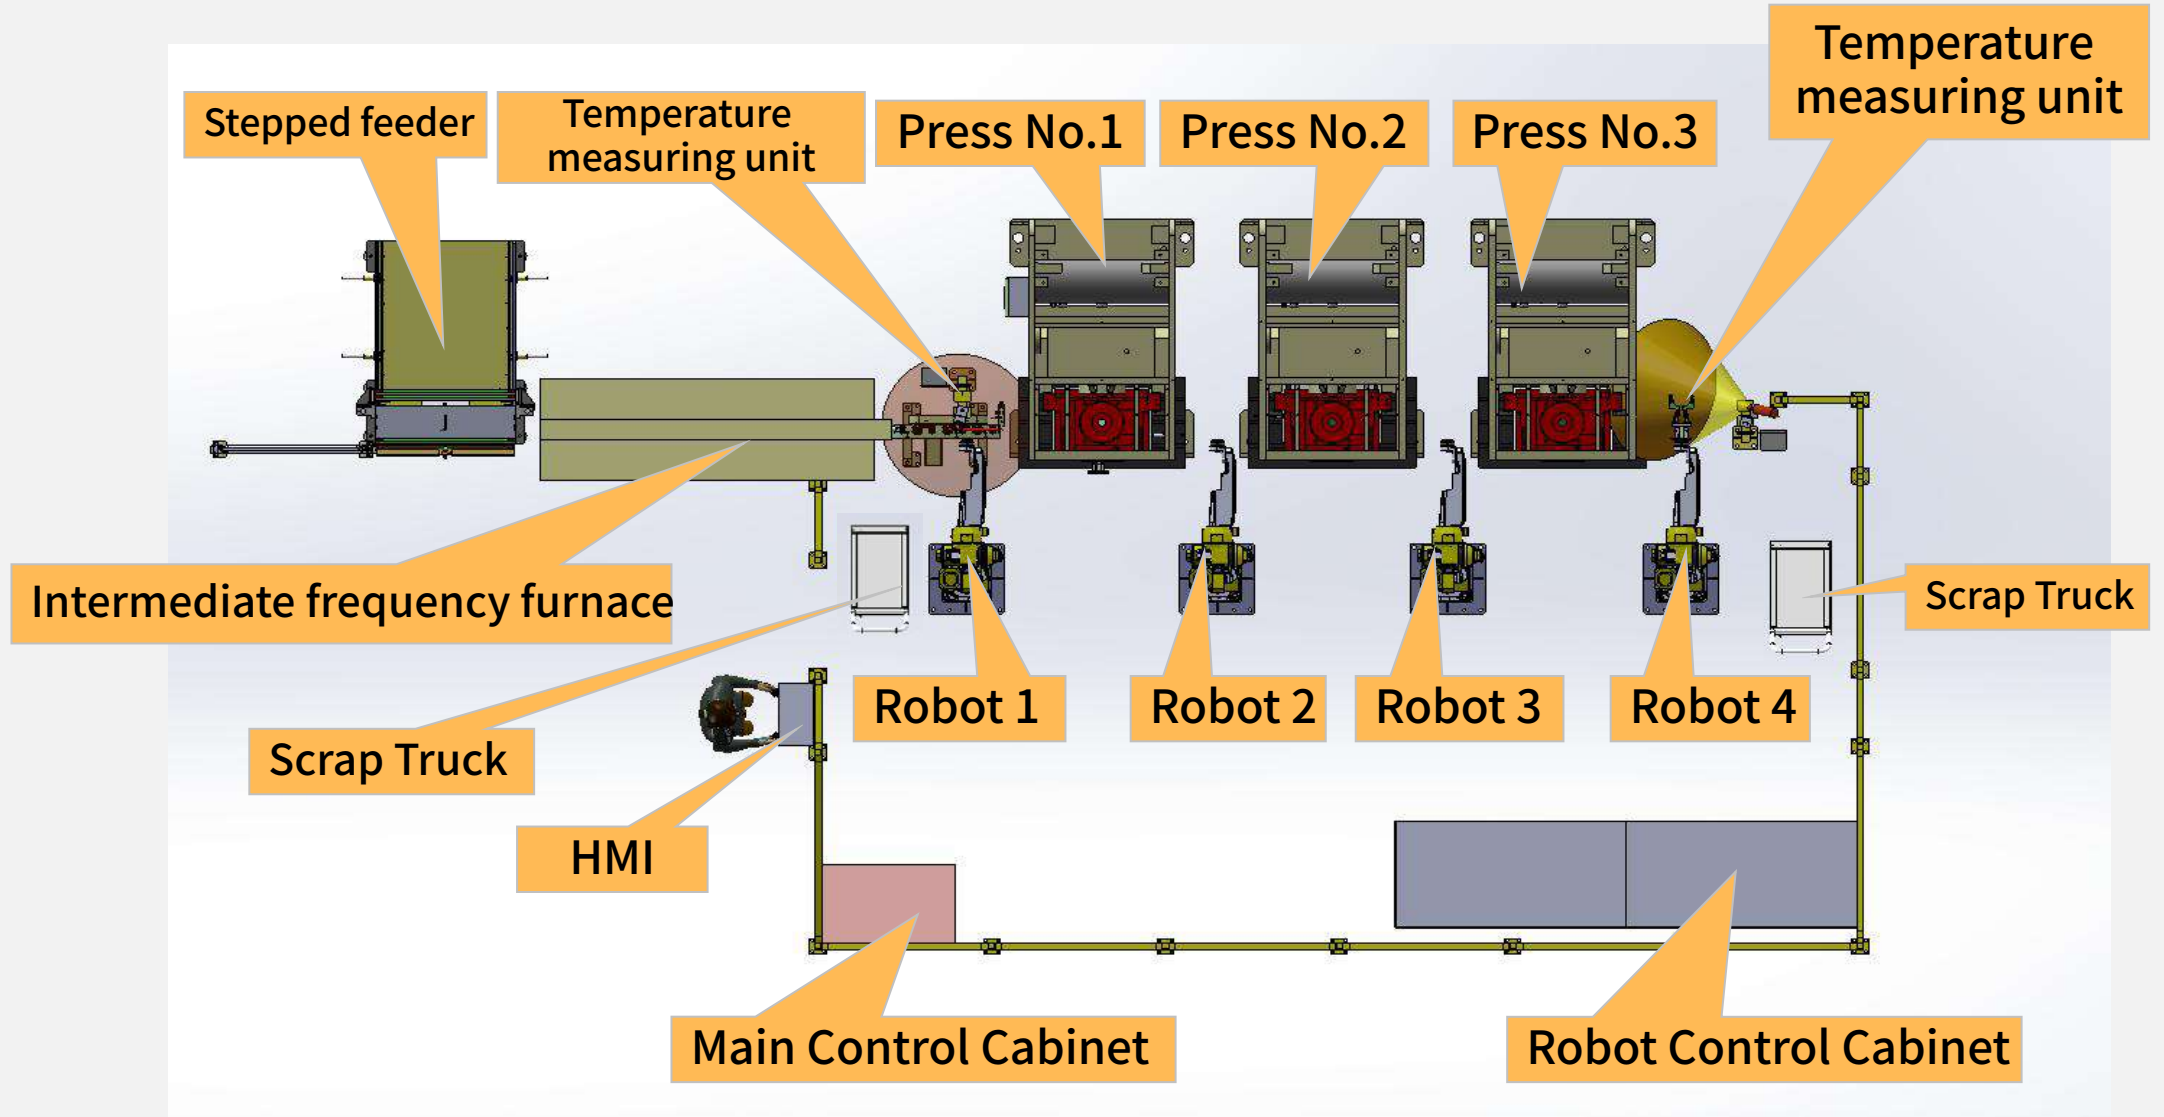 Temperature
measuring unit
Stepped feeder
Temperature
measuring unit
Press No.1
Press No.2
Press No.3
Intermediate frequency furnace
Scrap Truck
Robot 1
Robot 2
Robot 3
Robot 4
Scrap Truck
HMI
Main Control Cabinet
Robot Control Cabinet